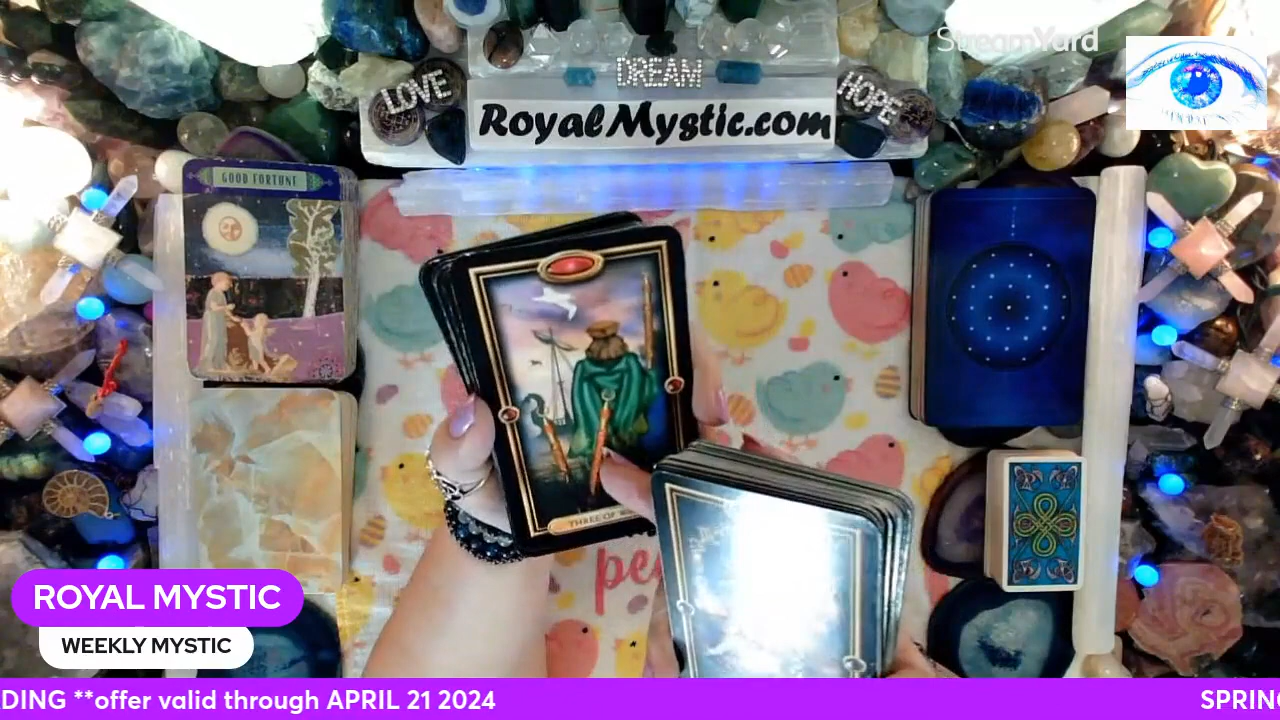 StreamYard
LOVE
DREAM
HOPE
RoyalMystic.com
GOOD FORTUNE
THREE OF
ROYAL MYSTIC
WEEKLY MYSTIC
DING **offer valid through APRIL 21 2024
SPRING